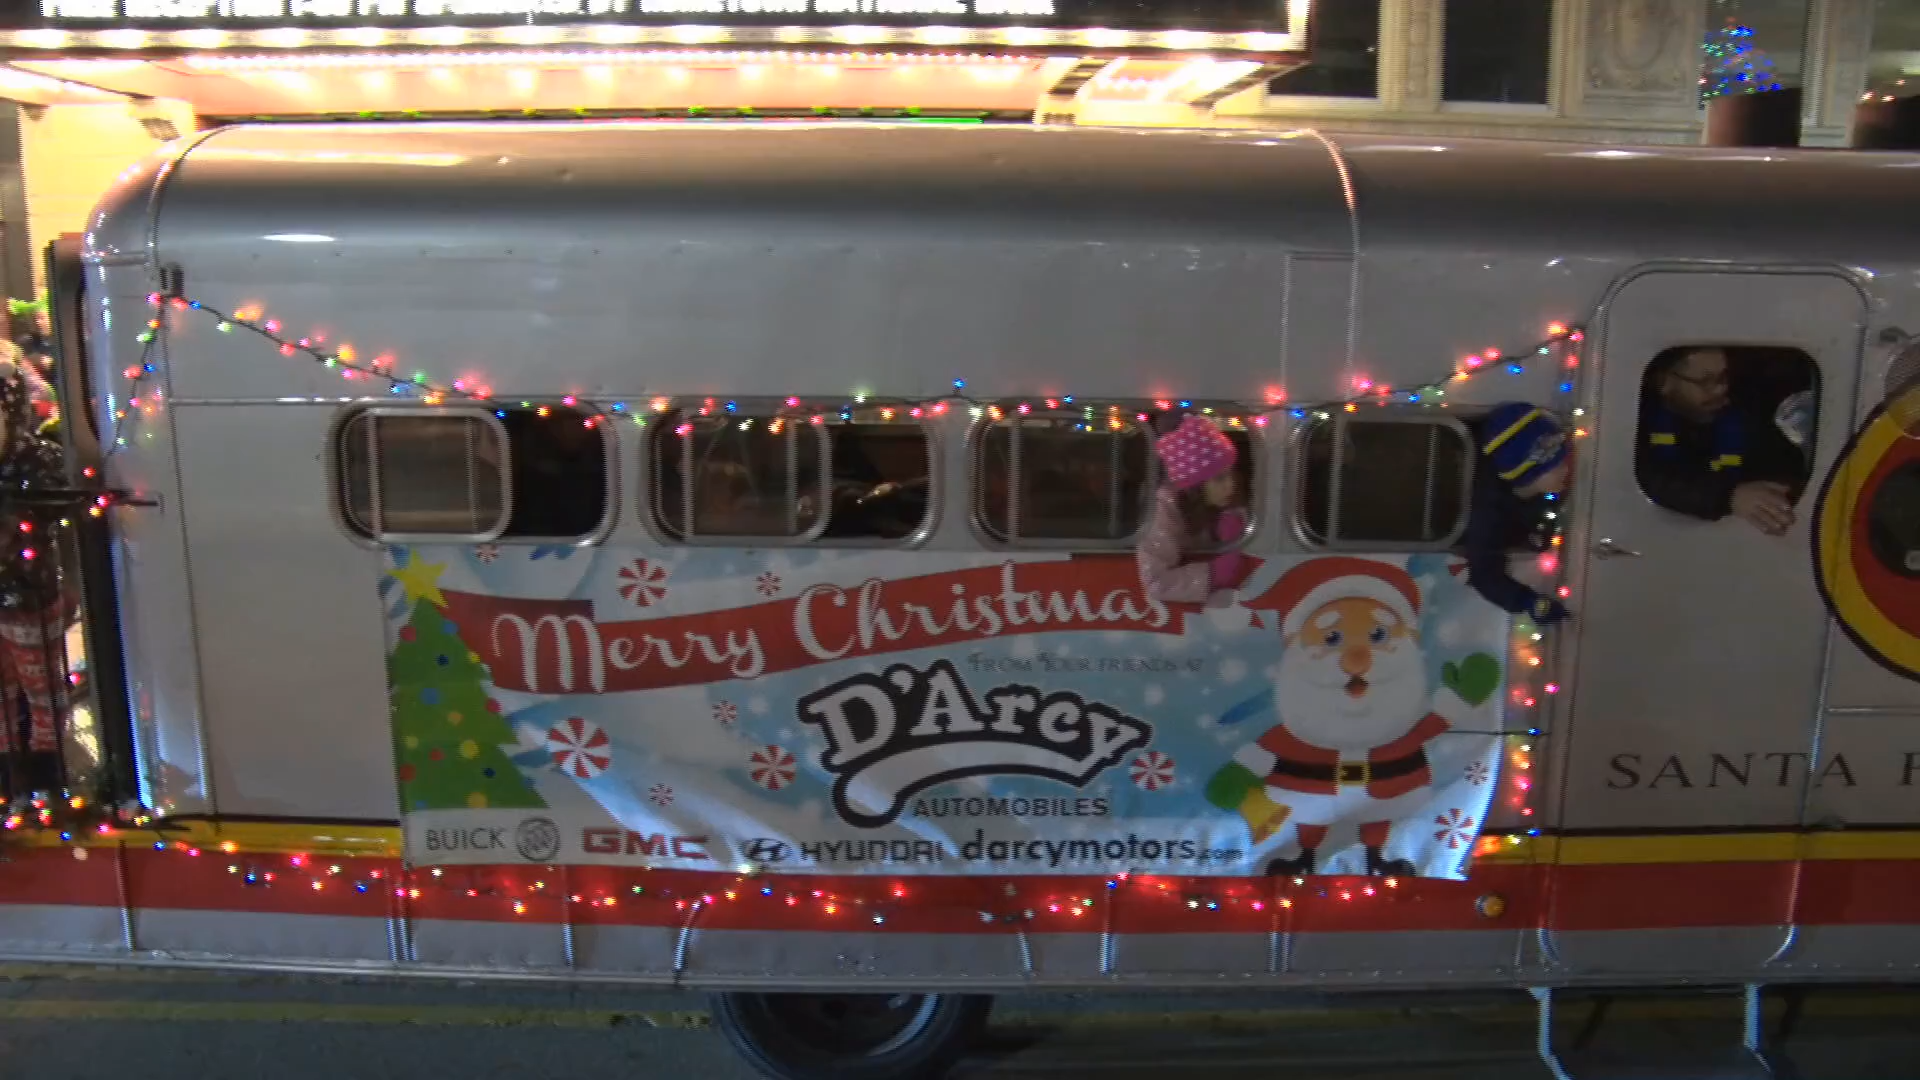 Merry Christmas
FROM YOUR FRIENDS AT
D'Arcy
AUTOMOBILES
BUICK GMC HYUNDAI darcymotors.com
SANTA F